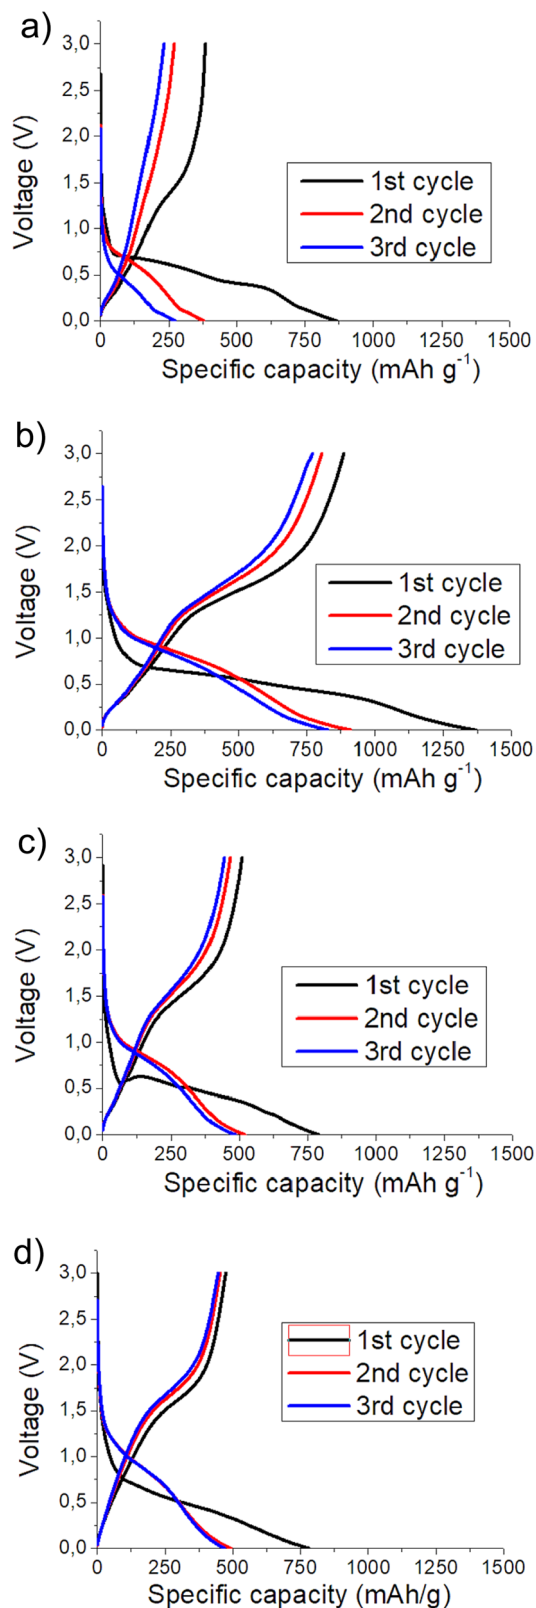 a)
3,0
2,5
2,0
1,5
1,0
0,5
0,0
Voltage (V)
1st cycle
2nd cycle
3rd cycle
0 250 500 750 1000 1250 1500
Specific capacity (mAh g⁻¹)
b)
3,0
2,5
2,0
1,5
1,0
0,5
0,0
Voltage (V)
1st cycle
2nd cycle
3rd cycle
0 250 500 750 1000 1250 1500
Specific capacity (mAh g⁻¹)
c)
3,0
2,5
2,0
1,5
1,0
0,5
0,0
Voltage (V)
1st cycle
2nd cycle
3rd cycle
0 250 500 750 1000 1250 1500
Specific capacity (mAh g⁻¹)
d)
3,0
2,5
2,0
1,5
1,0
0,5
0,0
Voltage (V)
1st cycle
2nd cycle
3rd cycle
0 250 500 750 1000 1250 1500
Specific capacity (mAh/g)